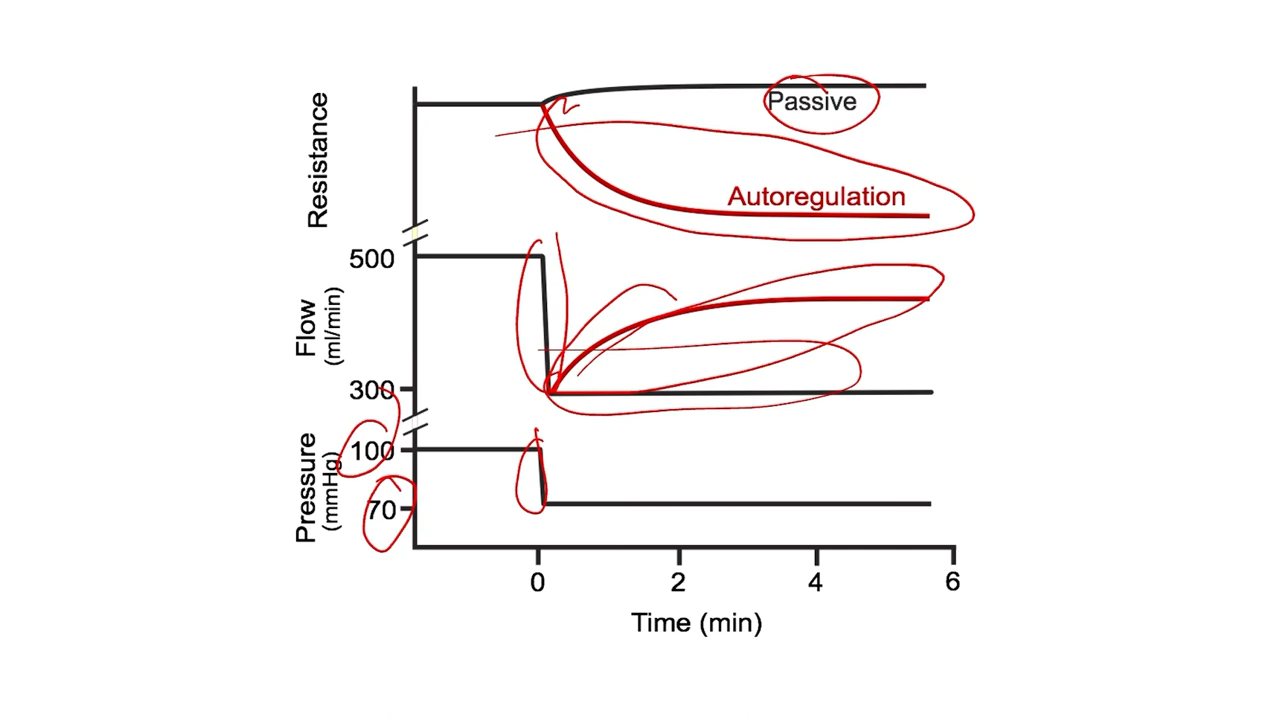 Resistance
Passive
Autoregulation
500
Flow
(ml/min)
300
100
Pressure
(mmHg)
70
0 2 4 6
Time (min)